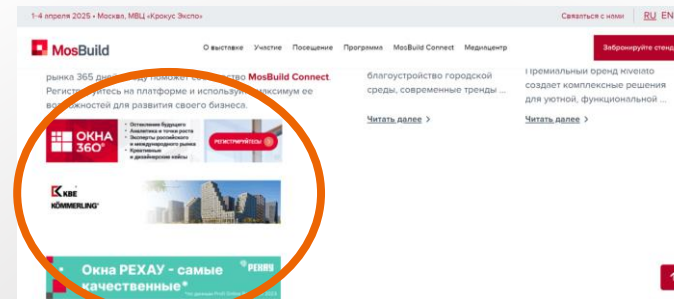 1-4 апреля 2025 • Москва, МВЦ «Крокус Экспо»
Связаться с нами RU EN
MosBuild
О выставке Участие Посещение Программа MosBuild Connect Медиацентр
Забронируйте стенд
рынка 365 дней в году поможет сообщество MosBuild Connect.
Регистрируйтесь на платформе и используйте максимум ее
возможностей для развития своего бизнеса.
ОКНА
360°
• Остекление будущего
• Аналитика и точки роста
• Эксперты российского
и международного рынка
• Креативные
и дизайнерские кейсы
РЕГИСТРИРУЙТЕСЬ
KBE
KÖMMERLING
Окна РЕХАУ - самые
качественные*
РЕХАУ
благоустройство городской
среды, современные тренды ...
Читать далее >
Премиальный бренд Rivelato
создает комплексные решения
для уютной, функциональной ...
Читать далее >